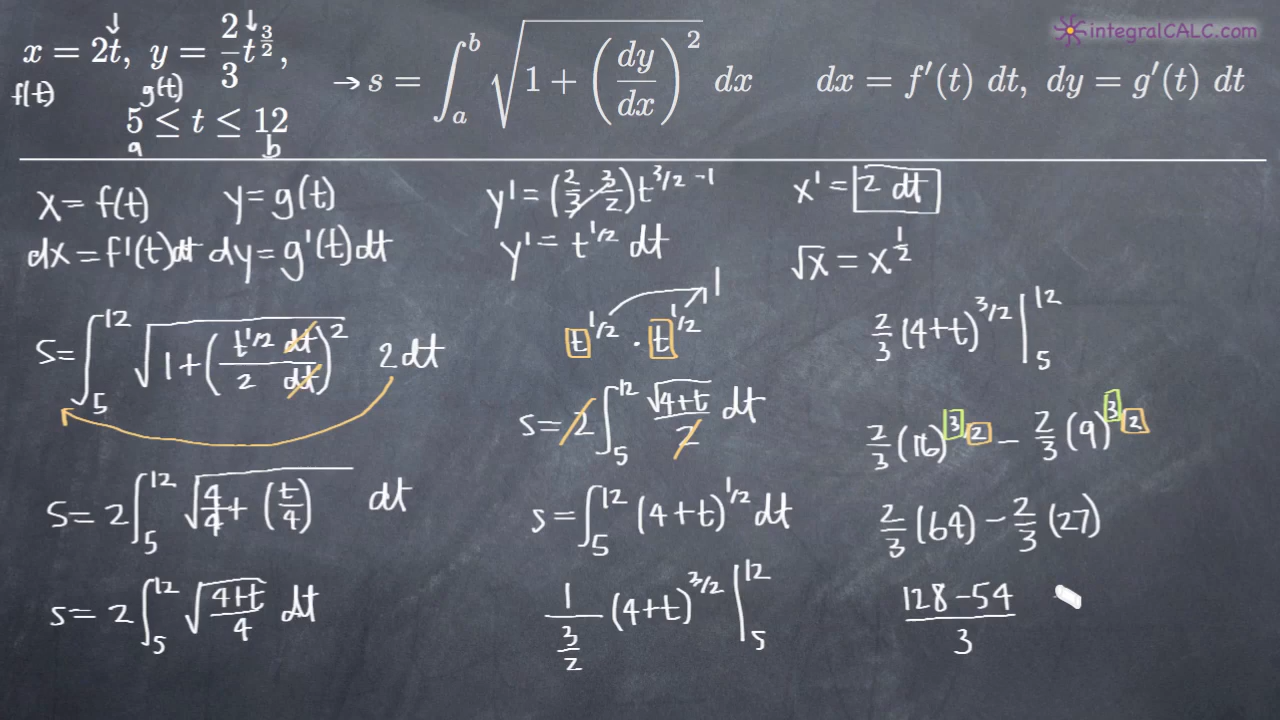 integralCALC.com
x = 2t, y = 2/3 t^(3/2),
f(t) g(t)
5 ≤ t ≤ 12
a b
→ s = ∫_a^b √(1 + (dy/dx)^2) dx
dx = f'(t) dt, dy = g'(t) dt
x = f(t) y = g(t)
dx = f'(t)dt dy = g'(t)dt
s = ∫_5^12 √(1 + (t^(1/2) dt / 2 dt)^2) 2 dt
s = 2 ∫_5^12 √(4/4 + (t/4)) dt
s = 2 ∫_5^12 √((4+t)/4) dt
y' = (2/3 · 3/2) t^(3/2 - 1)
y' = t^(1/2) dt
t^(1/2) · t^(1/2) 1
s = 2 ∫_5^12 √(4+t)/2 dt
s = ∫_5^12 (4+t)^(1/2) dt
1/(3/2) (4+t)^(3/2) |_5^12
x' = 2 dt
√x = x^(1/2)
2/3 (4+t)^(3/2) |_5^12
2/3 (16)^(3/2) - 2/3 (9)^(3/2)
2/3 (64) - 2/3 (27)
(128 - 54)/3